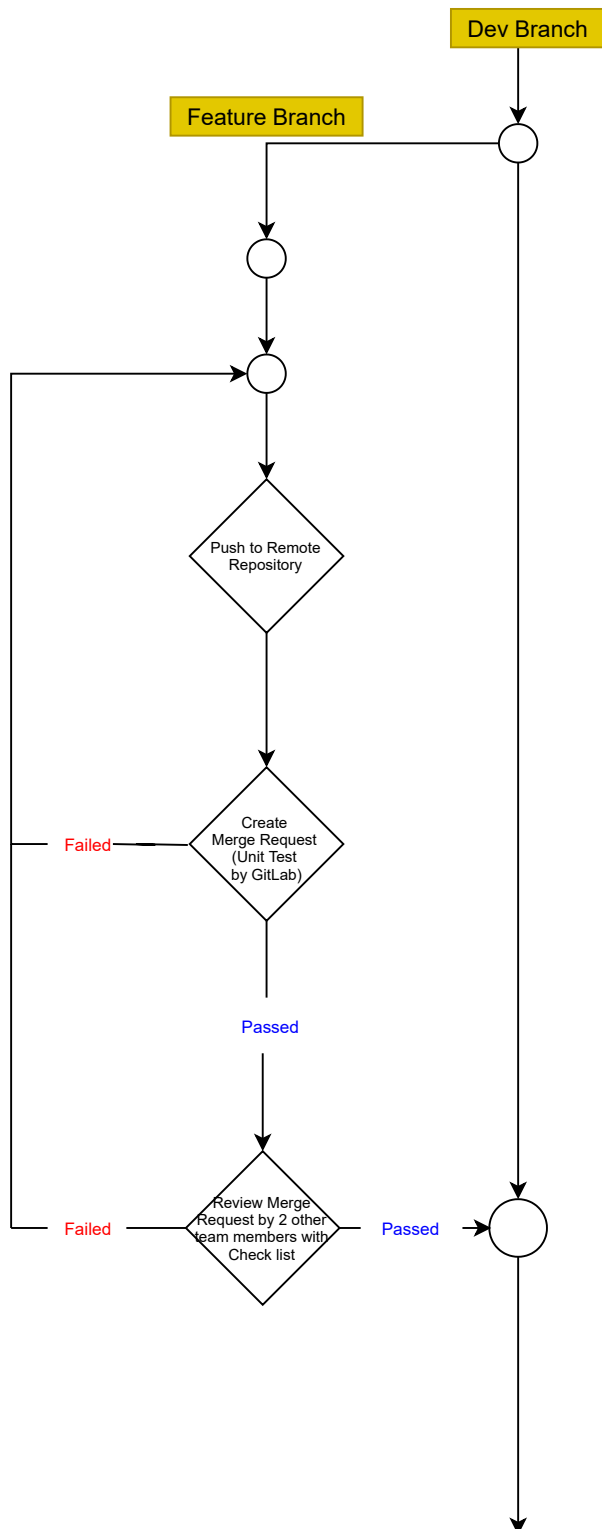 Dev Branch
Feature Branch
Push to Remote
Repository
Create
Merge Request
(Unit Test
by GitLab)
Failed
Passed
Review Merge
Request by 2 other
team members with
Check list
Failed
Passed